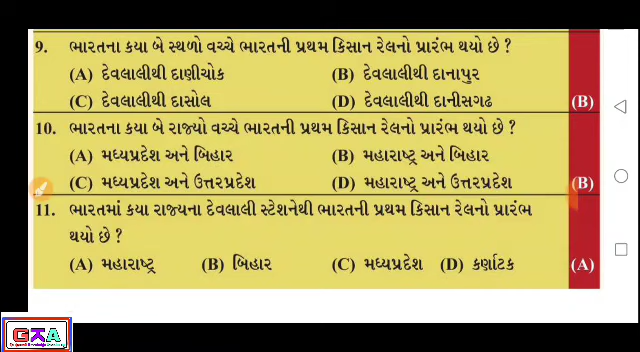 9. ભારતના કયા બે સ્થળો વચ્ચે ભારતની પ્રથમ કિસાન રેલનો પ્રારંભ થયો છે ?
(A) દેવલાલીથી દાણીચોક (B) દેવલાલીથી દાનાપુર
(C) દેવલાલીથી દાસોલ (D) દેવલાલીથી દાનીસગઢ (B)
10. ભારતના કયા બે રાજ્યો વચ્ચે ભારતની પ્રથમ કિસાન રેલનો પ્રારંભ થયો છે ?
(A) મધ્યપ્રદેશ અને બિહાર (B) મહારાષ્ટ્ર અને બિહાર
(C) મધ્યપ્રદેશ અને ઉત્તરપ્રદેશ (D) મહારાષ્ટ્ર અને ઉત્તરપ્રદેશ (B)
11. ભારતમાં કયા રાજ્યના દેવલાલી સ્ટેશનેથી ભારતની પ્રથમ કિસાન રેલનો પ્રારંભ
થયો છે ?
(A) મહારાષ્ટ્ર (B) બિહાર (C) મધ્યપ્રદેશ (D) કર્ણાટક (A)
GKA